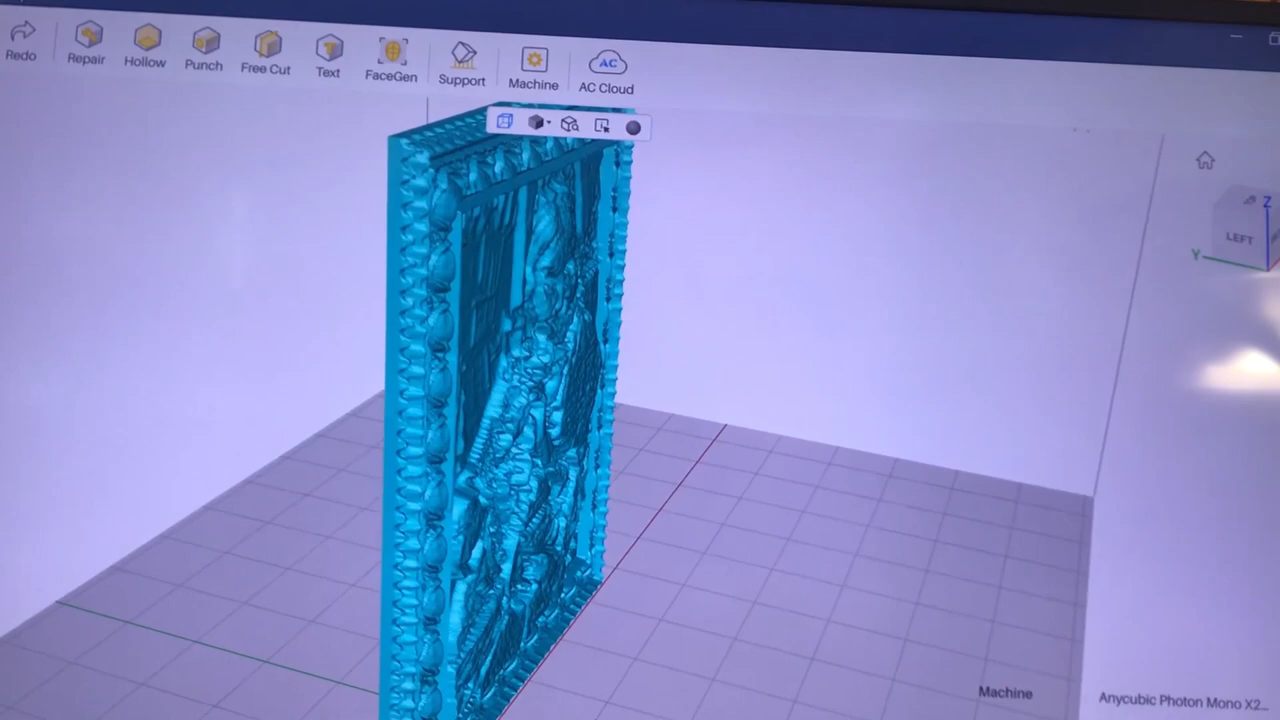 Redo
Repair
Hollow
Punch
Free Cut
Text
FaceGen
Support
Machine
AC
AC Cloud
Z
LEFT
Y
Machine
Anycubic Photon Mono X2...